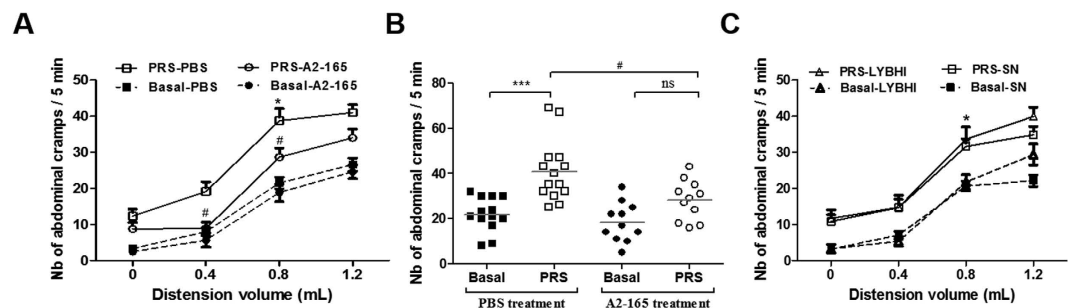 A
PRS-PBS
PRS-A2-165
Basal-PBS
Basal-A2-165
Nb of abdominal cramps / 5 min
50
40
30
20
10
0
*
#
#
0
0.4
0.8
1.2
Distension volume (mL)
B
Nb of abdominal cramps / 5 min
80
60
40
20
0
#
***
ns
Basal
PRS
Basal
PRS
PBS treatment
A2-165 treatment
C
PRS-LYBHI
PRS-SN
Basal-LYBHI
Basal-SN
Nb of abdominal cramps / 5 min
50
40
30
20
10
0
*
0
0.4
0.8
1.2
Distension volume (mL)